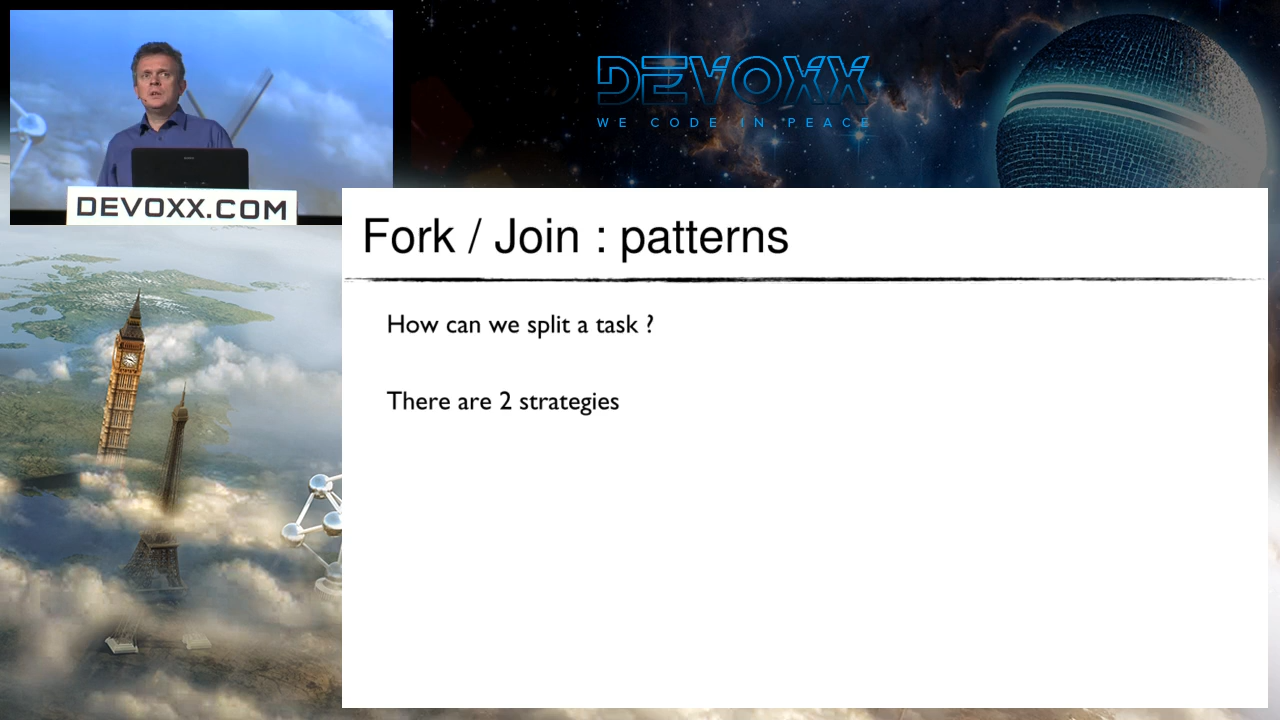 DEVOXX
WE CODE IN PEACE
DEVOXX.COM
Fork / Join : patterns
How can we split a task ?
There are 2 strategies